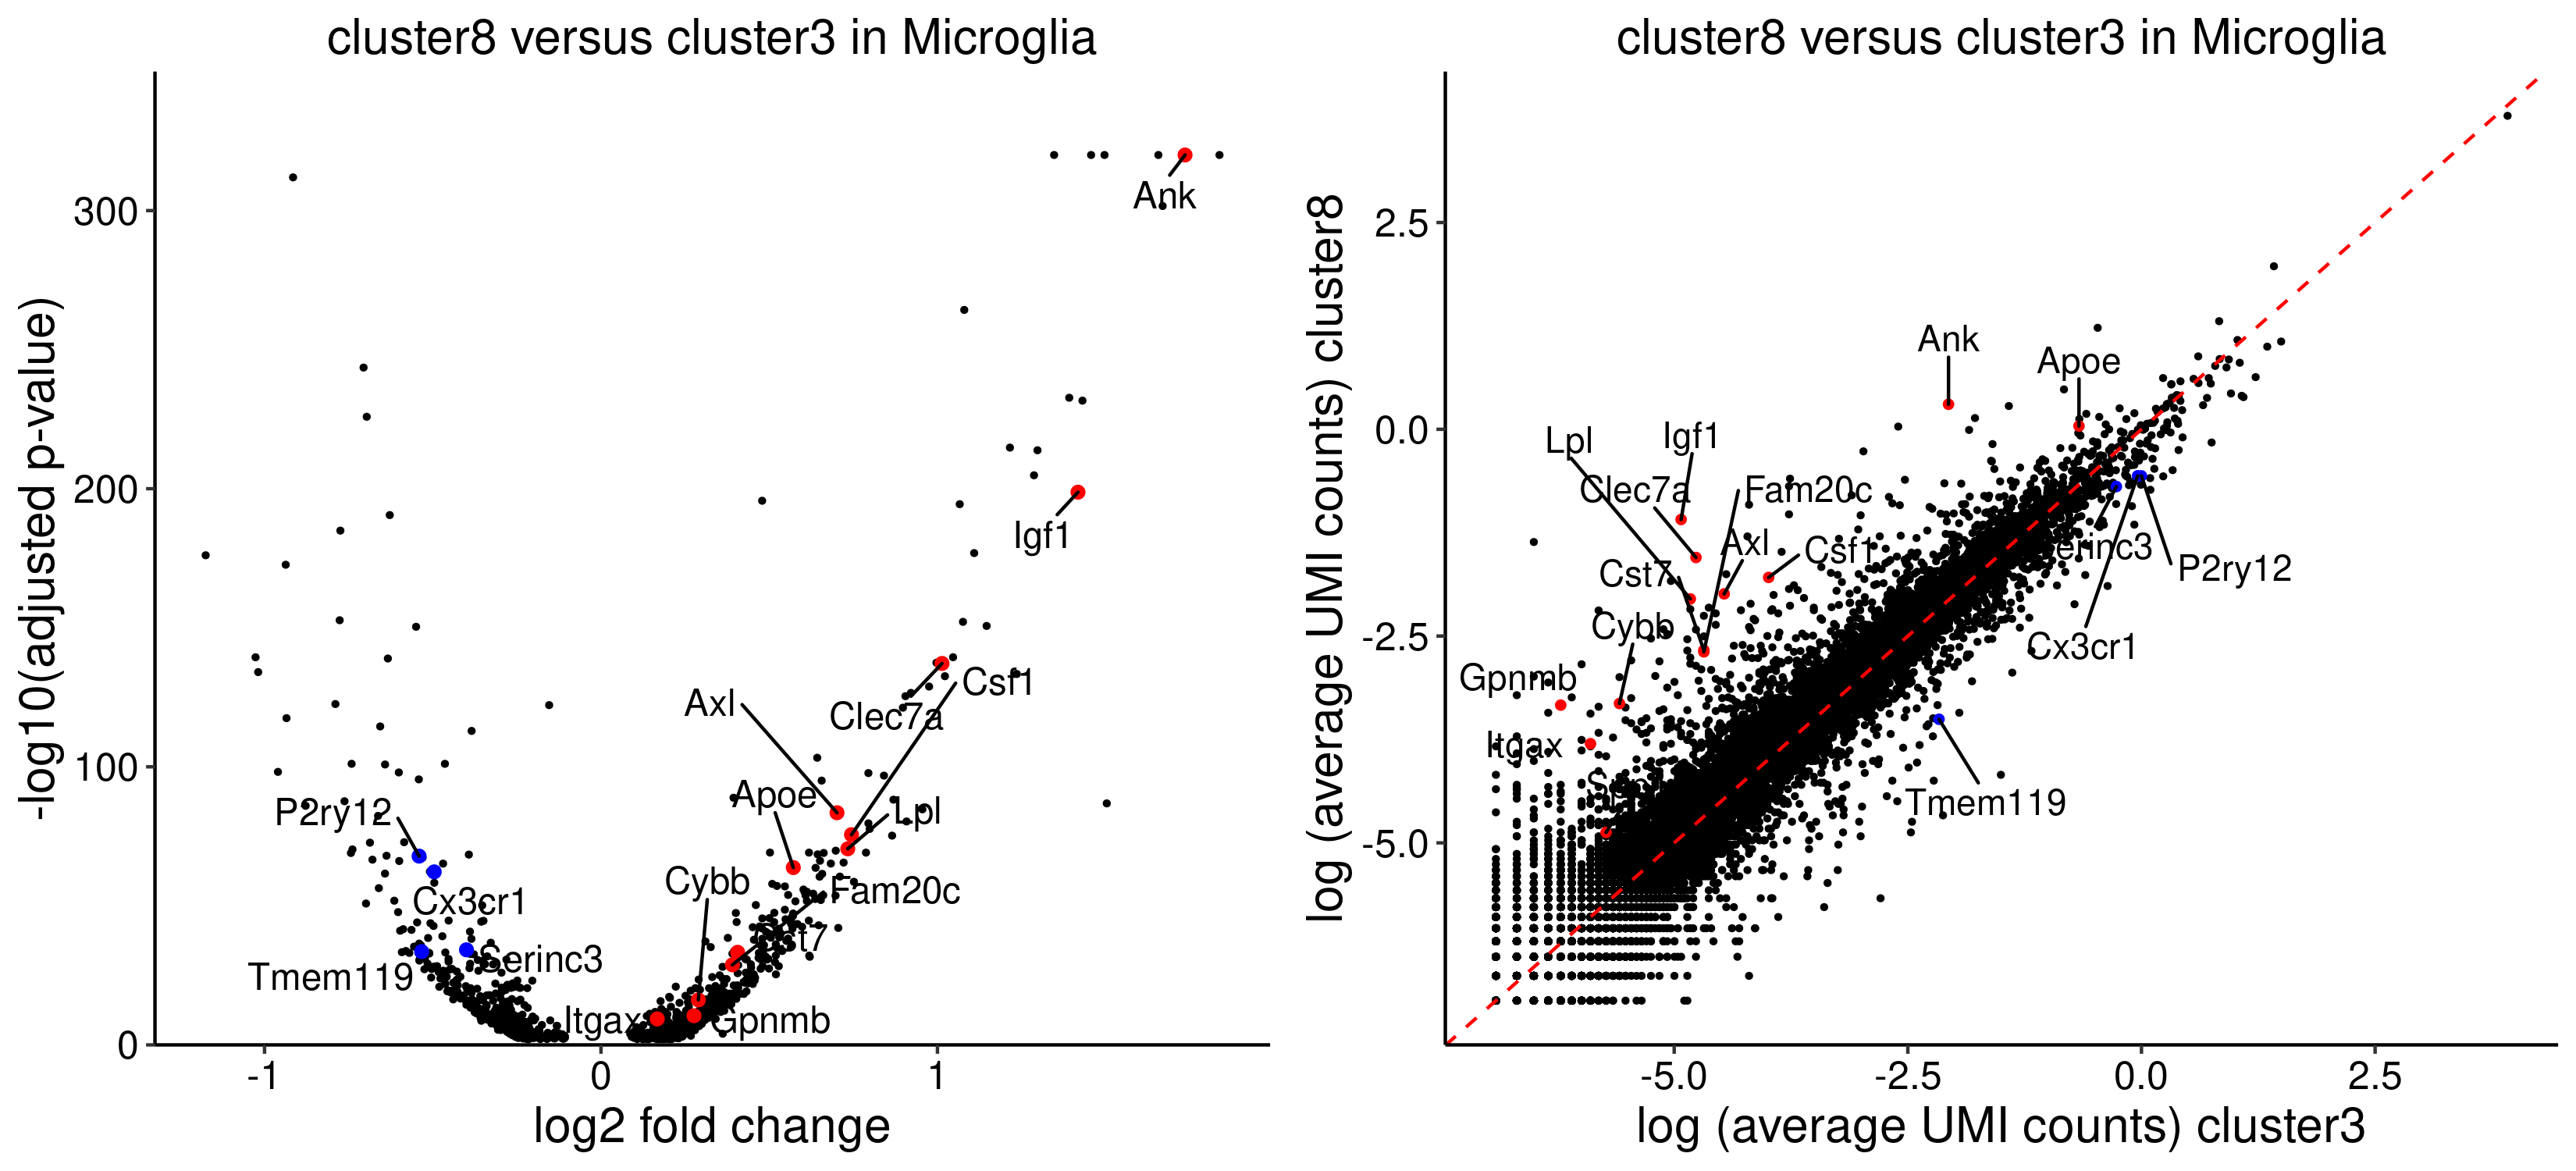 cluster8 versus cluster3 in Microglia
-log10(adjusted p-value)
300
200
100
0
Ank
Igf1
Axl
Csf1
Clec7a
Apoe
Lpl
P2ry12
Cybb
Fam20c
Cx3cr1
Tmem119
Serinc3
Itgax
Gpnmb
-1
0
1
log2 fold change
cluster8 versus cluster3 in Microglia
log (average UMI counts) cluster8
2.5
0.0
-2.5
-5.0
Ank
Apoe
Lpl
Igf1
Clec7a
Fam20c
Axl
Csf1
Cst7
Serinc3
P2ry12
Cybb
Cx3cr1
Gpnmb
Itgax
Tmem119
-5.0
-2.5
0.0
2.5
log (average UMI counts) cluster3